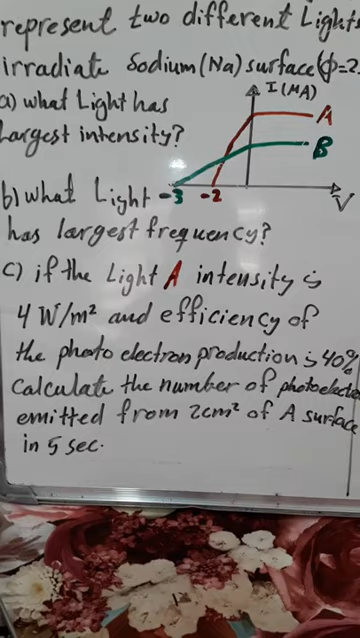 represent two different Lights
irradiate Sodium (Na) surface (φ=2.
a) what Light has
Largest intensity?
I (MA)
A
B
-3 -2
V
b) what Light
has largest frequency?
c) if the Light A intensity is
4 W/m² and efficiency of
the photo electron production is 40%
Calculate the number of photoelectro
emitted from 2cm² of A surface
in 5 sec.